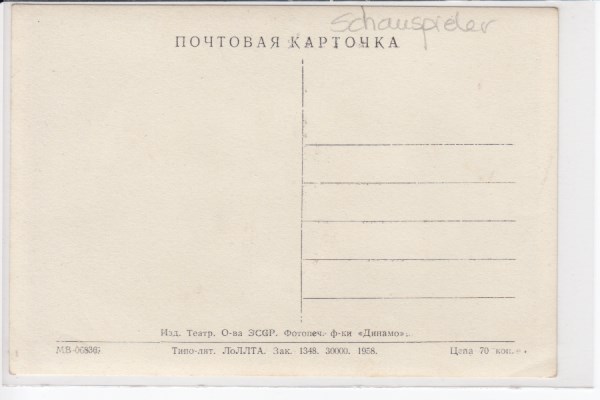 Schauspieler
ПОЧТОВАЯ КАРТОЧКА
Изд. Театр. О-ва ЭССР. Фотопеч. ф-ки «Динамо».
МВ-068365 Типо-лит. ЛоЛЛТА. Зак. 1348. 30000. 1958. Цена 70 коп.